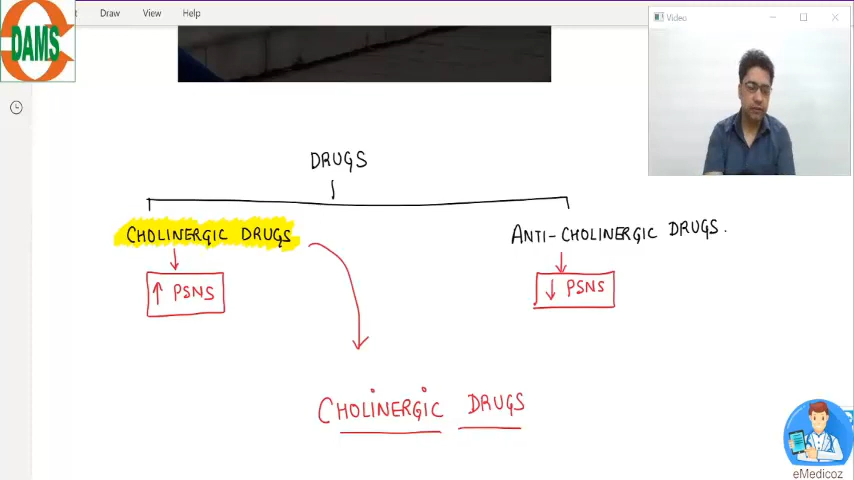 Draw View Help
DAMS
Video
DRUGS
CHOLINERGIC DRUGS
ANTI-CHOLINERGIC DRUGS.
↑ PSNS
↓ PSNS
CHOLINERGIC DRUGS
eMedicoz